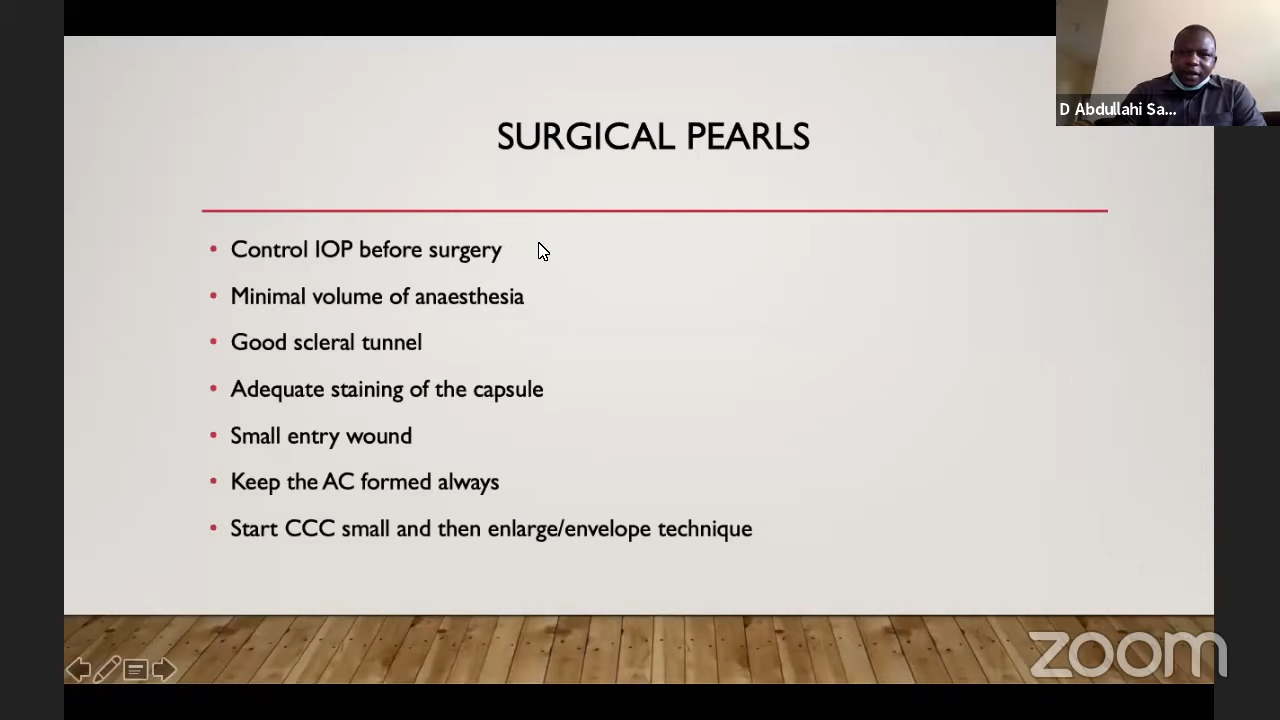 D Abdullahi Sa...
SURGICAL PEARLS
• Control IOP before surgery
• Minimal volume of anaesthesia
• Good scleral tunnel
• Adequate staining of the capsule
• Small entry wound
• Keep the AC formed always
• Start CCC small and then enlarge/envelope technique
zoom